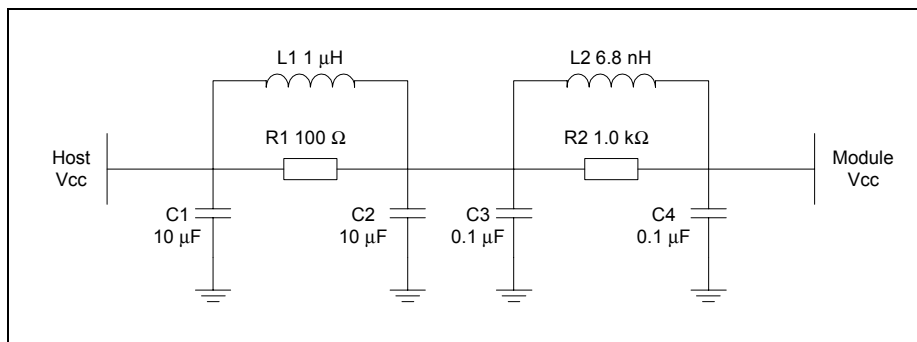 L1 1 μH
L2 6.8 nH
R1 100 Ω
R2 1.0 kΩ
Host
Vcc
Module
Vcc
C1
10 μF
C2
10 μF
C3
0.1 μF
C4
0.1 μF